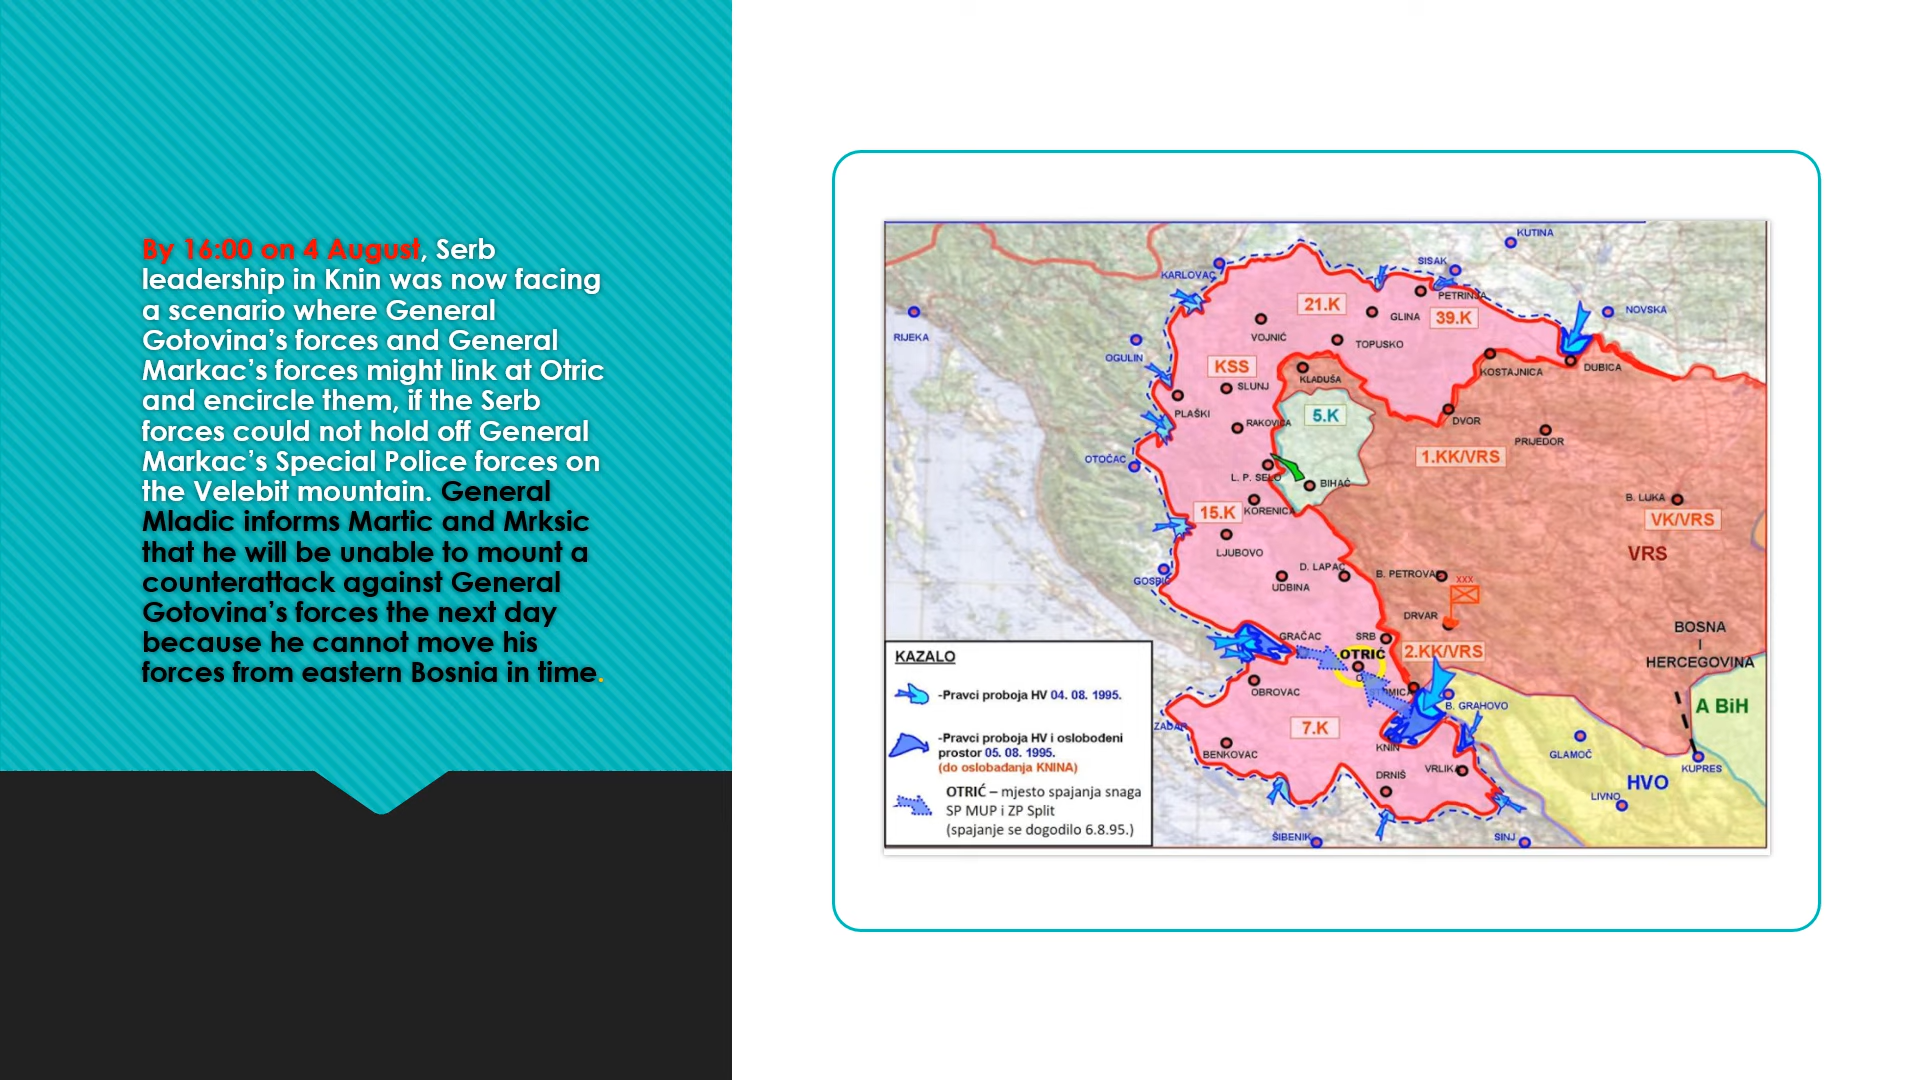 By 16:00 on 4 August, Serb
leadership in Knin was now facing
a scenario where General
Gotovina’s forces and General
Markac’s forces might link at Otric
and encircle them, if the Serb
forces could not hold off General
Markac’s Special Police forces on
the Velebit mountain. General
Mladic informs Martic and Mrksic
that he will be unable to mount a
counterattack against General
Gotovina’s forces the next day
because he cannot move his
forces from eastern Bosnia in time.
KUTINA
SISAK
KARLOVAC
PETRINJA
21.K
NOVSKA
GLINA
39.K
RIJEKA
VOJNIĆ
TOPUSKO
OGULIN
KSS
KOSTAJNICA
DUBICA
KLADUŠA
SLUNJ
PLAŠKI
5.K
RAKOVICA
DVOR
PRIJEDOR
OTOČAC
1.KK/VRS
L. P. SELO
BIHAĆ
B. LUKA
15.K
KORENICA
VK/VRS
LJUBOVO
VRS
D. LAPAC
B. PETROVAC
GOSPIĆ
UDBINA
xxx
DRVAR
BOSNA
I
HERCEGOVINA
GRAČAC
SRB
OTRIĆ
2.KK/VRS
OBROVAC
B. GRAHOVO
A BiH
ZADAR
7.K
BENKOVAC
KNIN
GLAMOČ
KUPRES
DRNIŠ
VRLIKA
HVO
LIVNO
ŠIBENIK
SINJ
KAZALO
-Pravci proboja HV 04. 08. 1995.
-Pravci proboja HV i oslobođeni
prostor 05. 08. 1995.
(do oslobađanja KNINA)
OTRIĆ – mjesto spajanja snaga
SP MUP i ZP Split
(spajanje se dogodilo 6.8.95.)